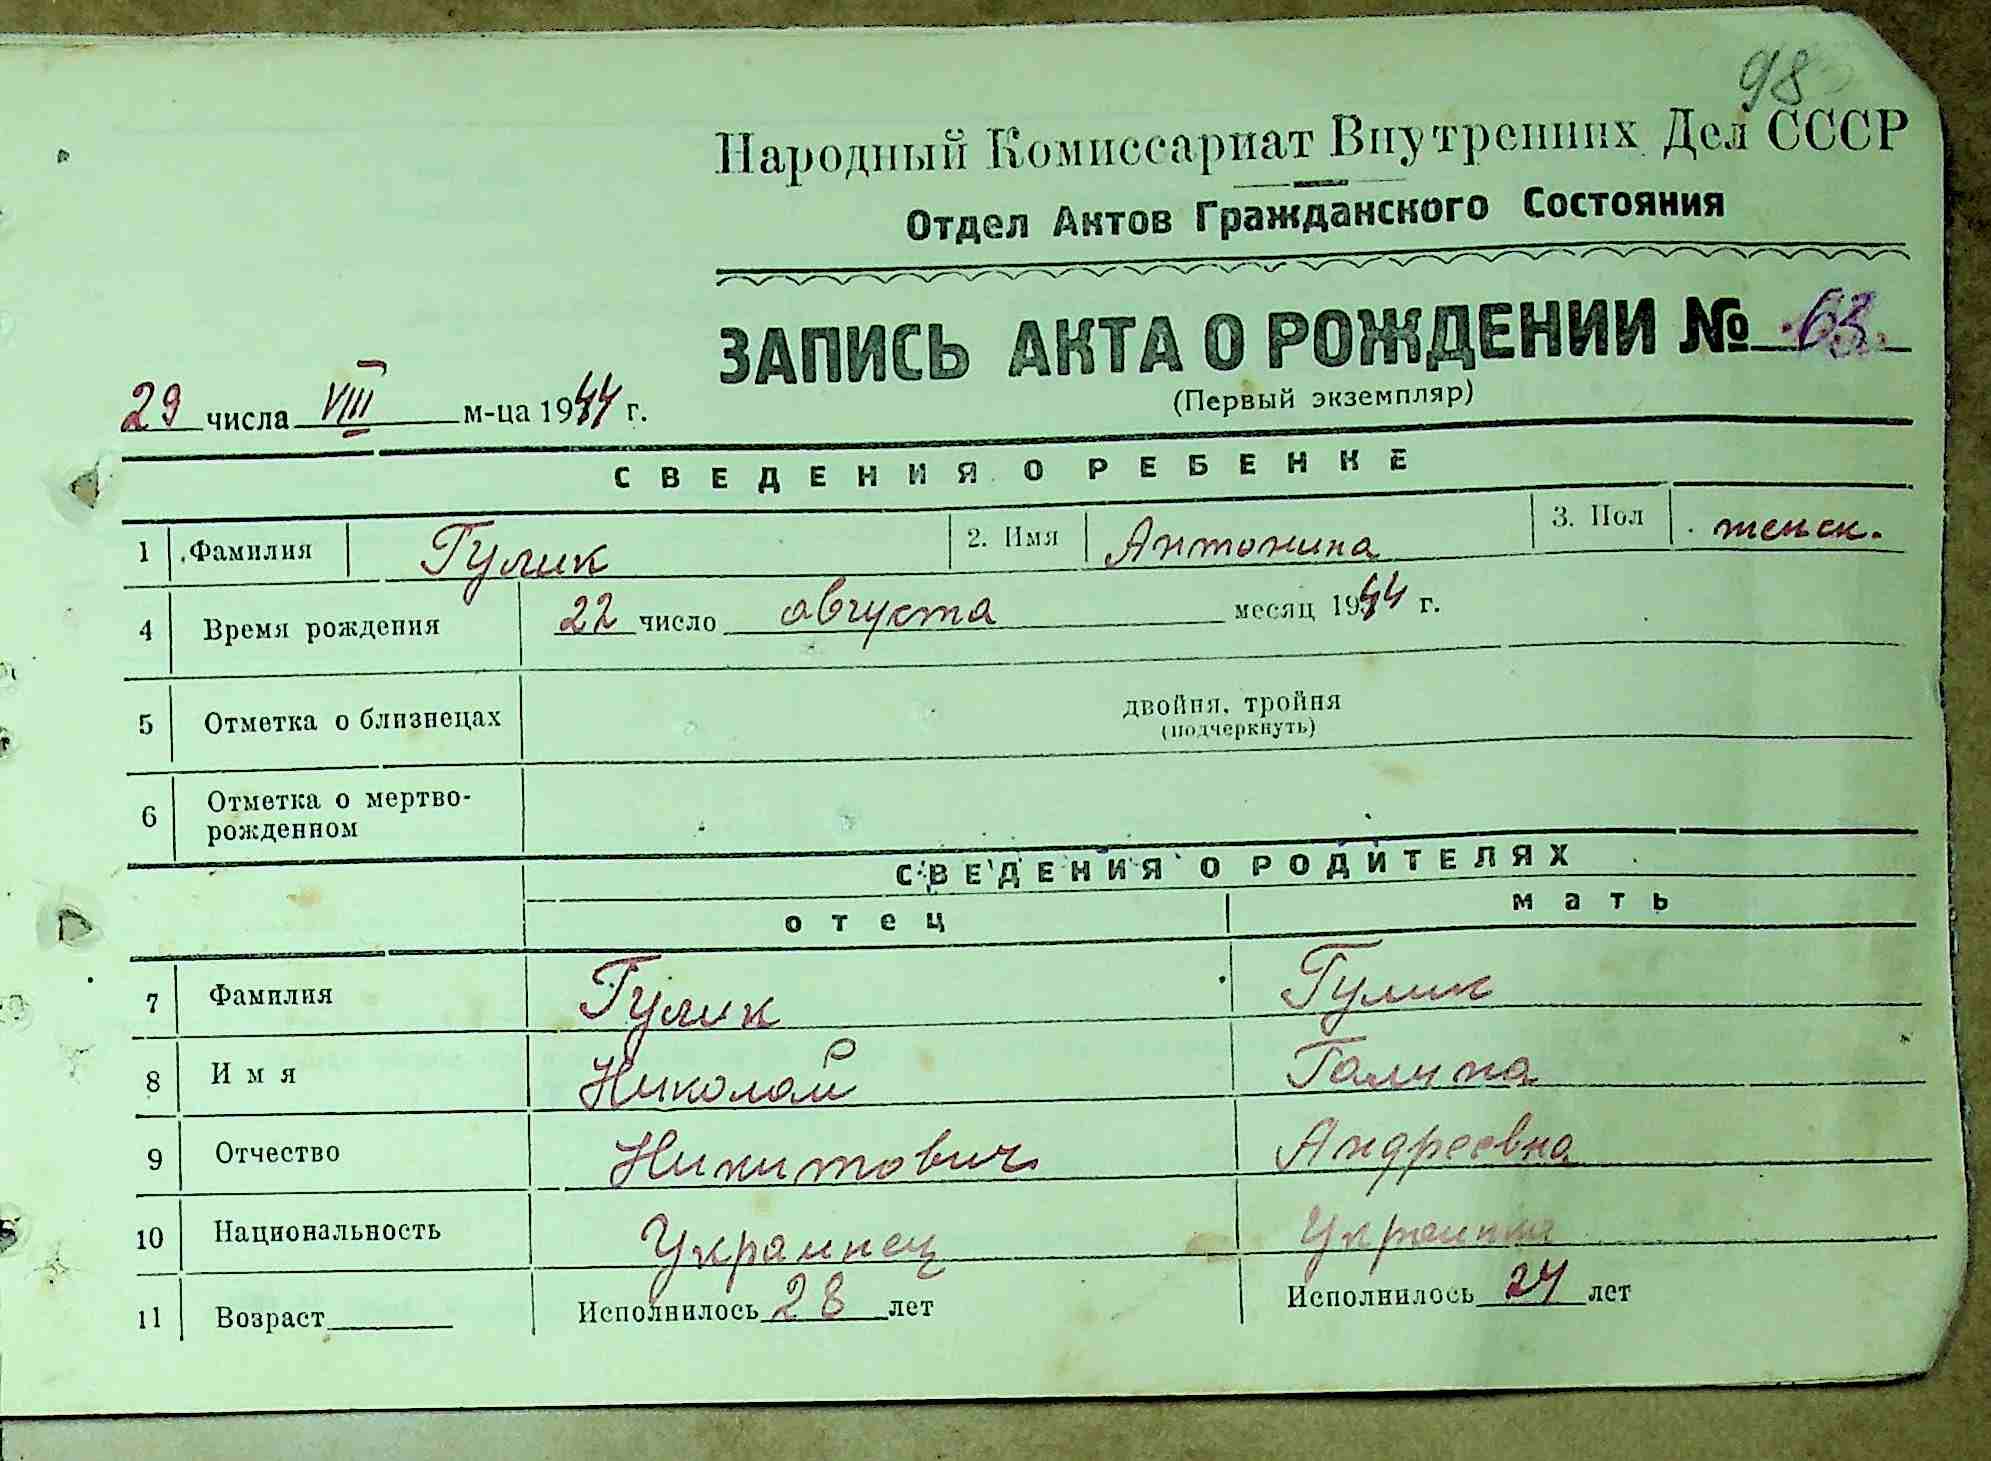 98
Народный Комиссариат Внутренних Дел СССР
Отдел Актов Гражданского Состояния
ЗАПИСЬ АКТА О РОЖДЕНИИ № 63
(Первый экземпляр)
29 числа VIII м-ца 1944 г.
СВЕДЕНИЯ О РЕБЕНКЕ
1 Фамилия Гулик 2. Имя Антонина 3. Пол женск.
4 Время рождения 22 число августа месяц 1944 г.
5 Отметка о близнецах двойня, тройня
(подчеркнуть)
6 Отметка о мертво-
рожденном
СВЕДЕНИЯ О РОДИТЕЛЯХ
отец мать
7 Фамилия Гулик Гулик
8 Имя Николай Галина
9 Отчество Никитович Андреевна
10 Национальность Украинец Украинка
11 Возраст Исполнилось 28 лет Исполнилось 24 лет